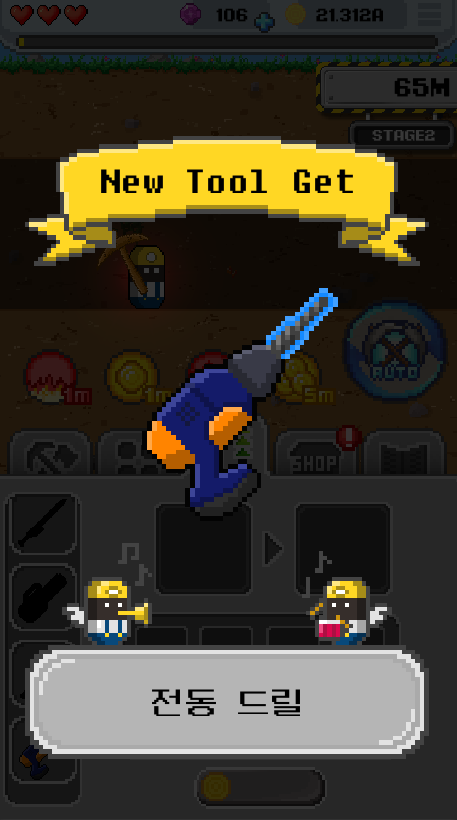 106
21.312A
65M
STAGE2
New Tool Get
1m
1m
5m
AUTO
SHOP
!
전동 드릴